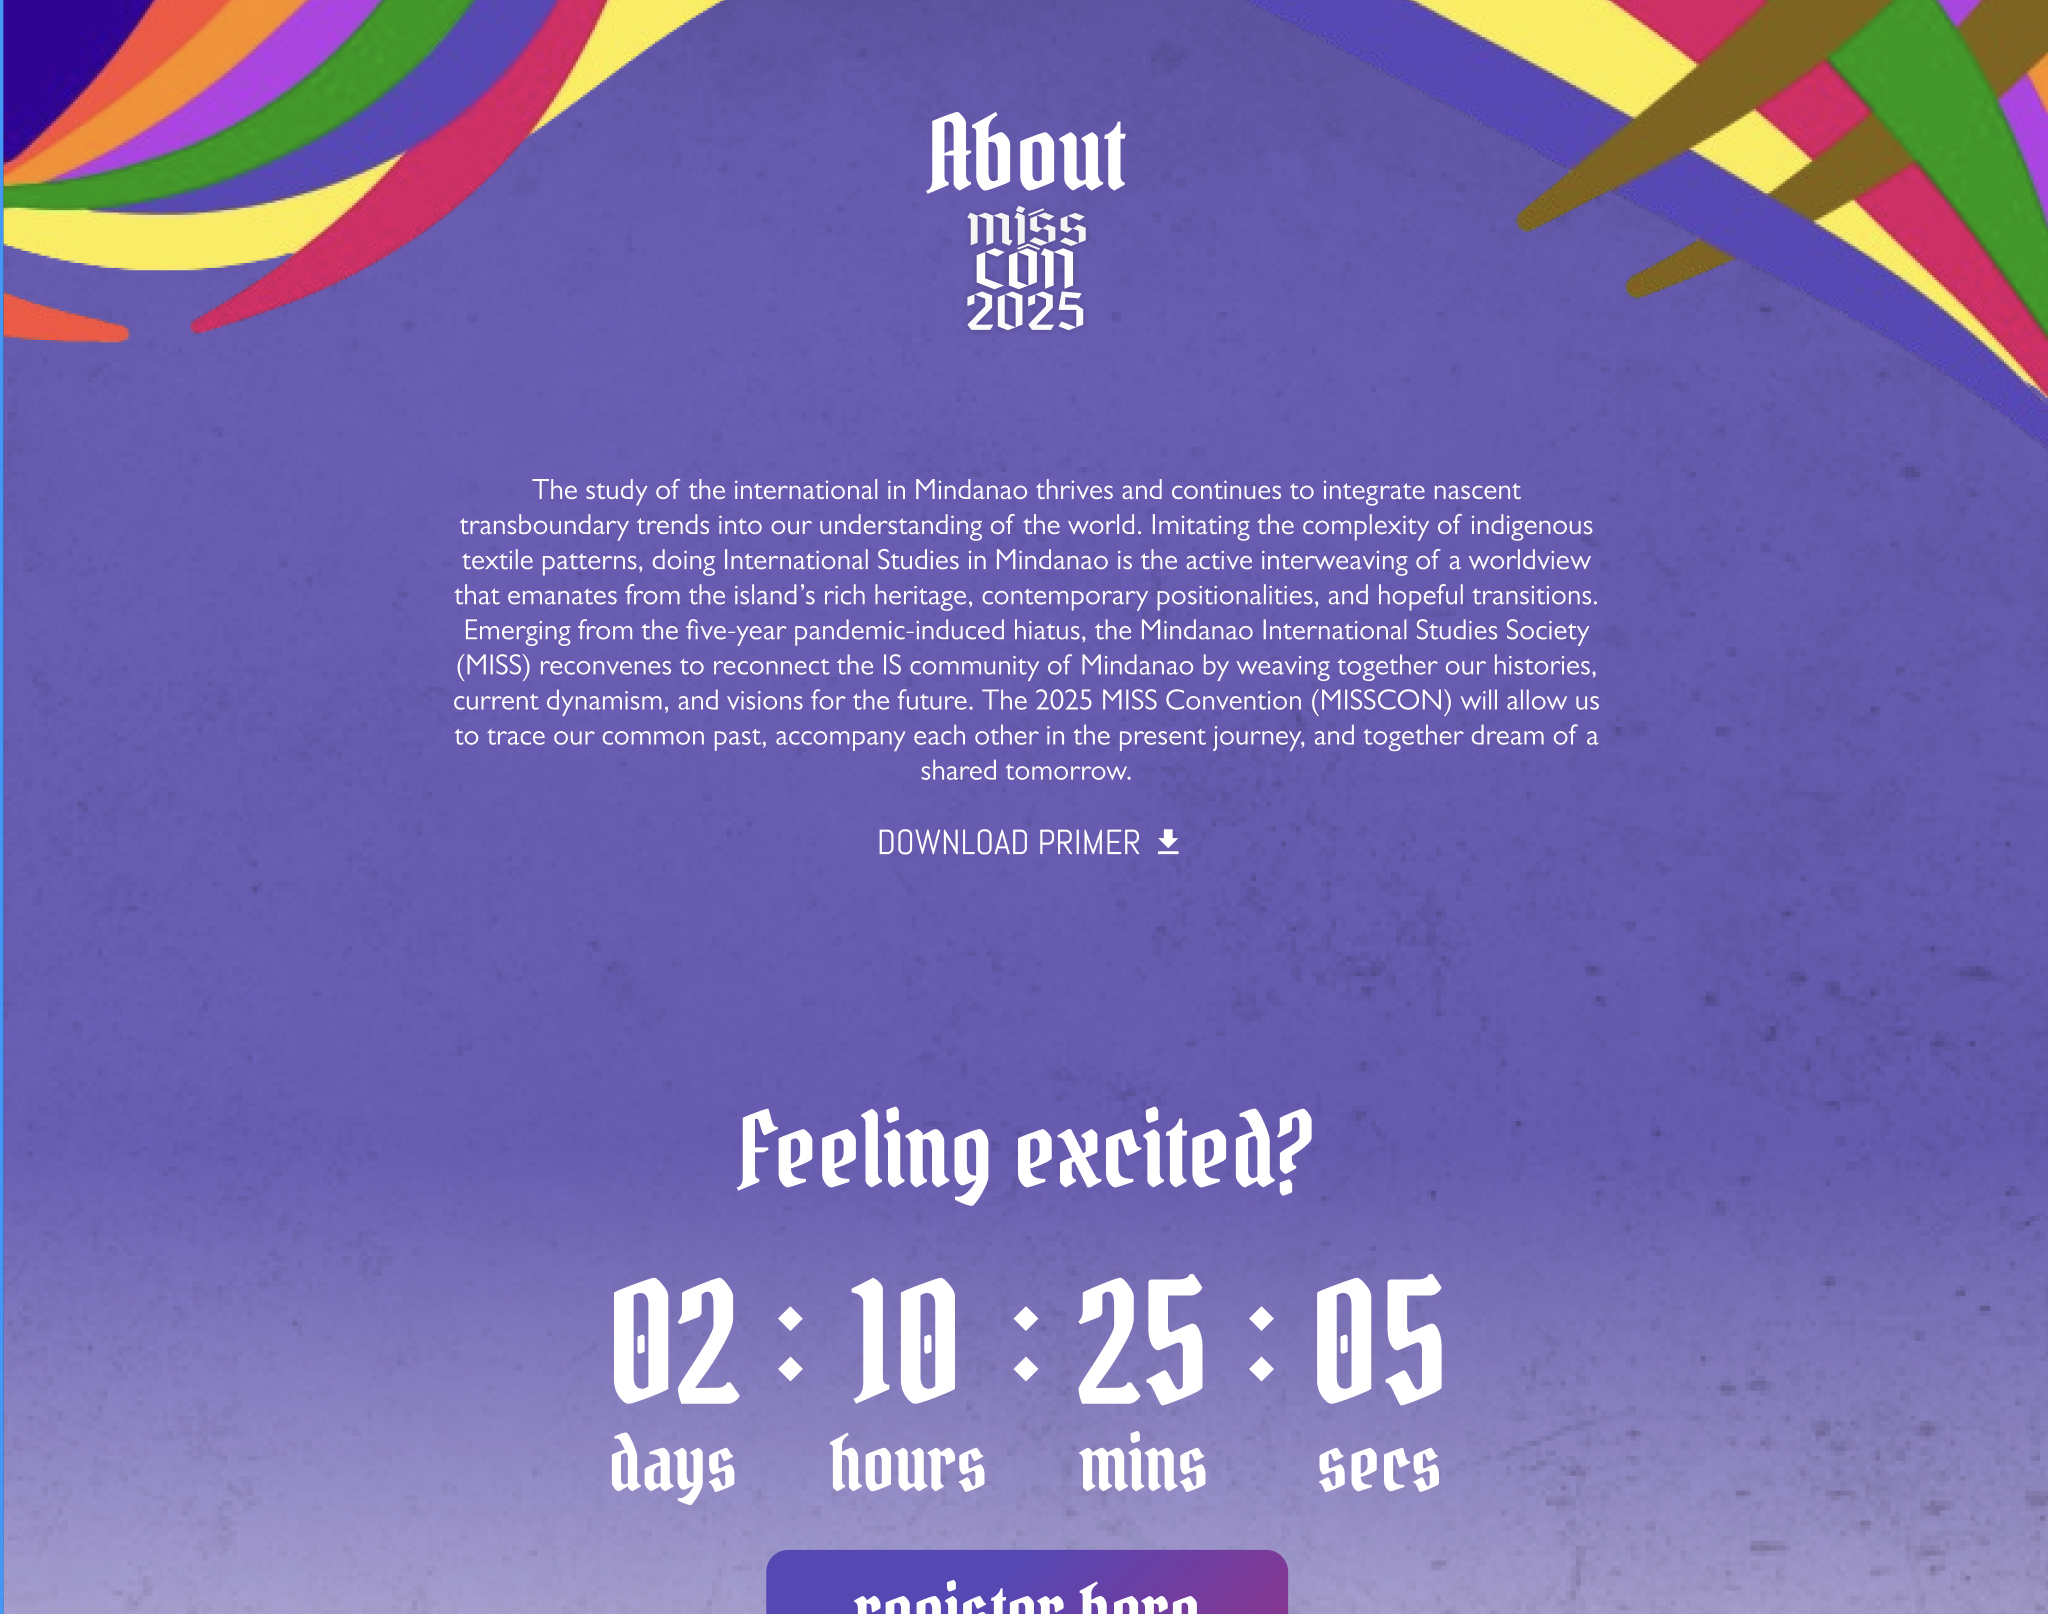 About
miss
con
2025
The study of the international in Mindanao thrives and continues to integrate nascent
transboundary trends into our understanding of the world. Imitating the complexity of indigenous
textile patterns, doing International Studies in Mindanao is the active interweaving of a worldview
that emanates from the island’s rich heritage, contemporary positionalities, and hopeful transitions.
Emerging from the five-year pandemic-induced hiatus, the Mindanao International Studies Society
(MISS) reconvenes to reconnect the IS community of Mindanao by weaving together our histories,
current dynamism, and visions for the future. The 2025 MISS Convention (MISSCON) will allow us
to trace our common past, accompany each other in the present journey, and together dream of a
shared tomorrow.
DOWNLOAD PRIMER
Feeling excited?
02 : 10 : 25 : 05
days hours mins secs
register here